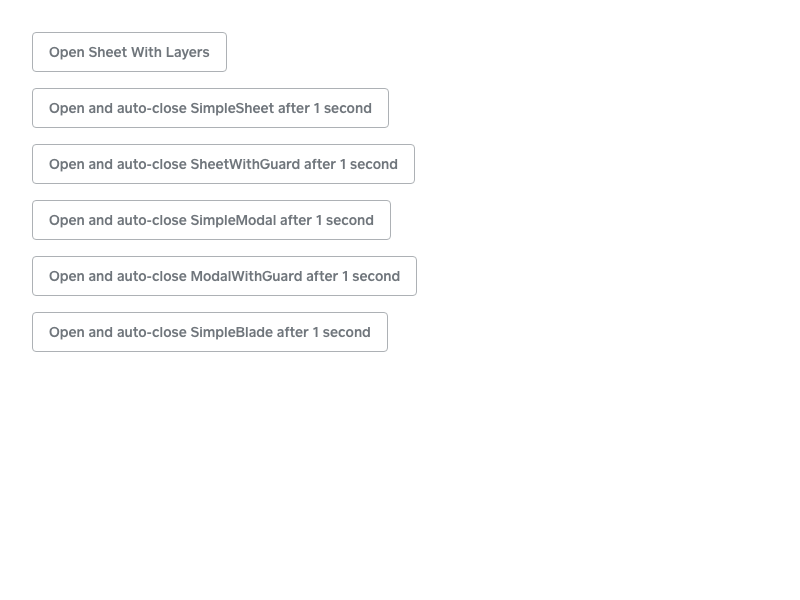 Open Sheet With Layers
Open and auto-close SimpleSheet after 1 second
Open and auto-close SheetWithGuard after 1 second
Open and auto-close SimpleModal after 1 second
Open and auto-close ModalWithGuard after 1 second
Open and auto-close SimpleBlade after 1 second